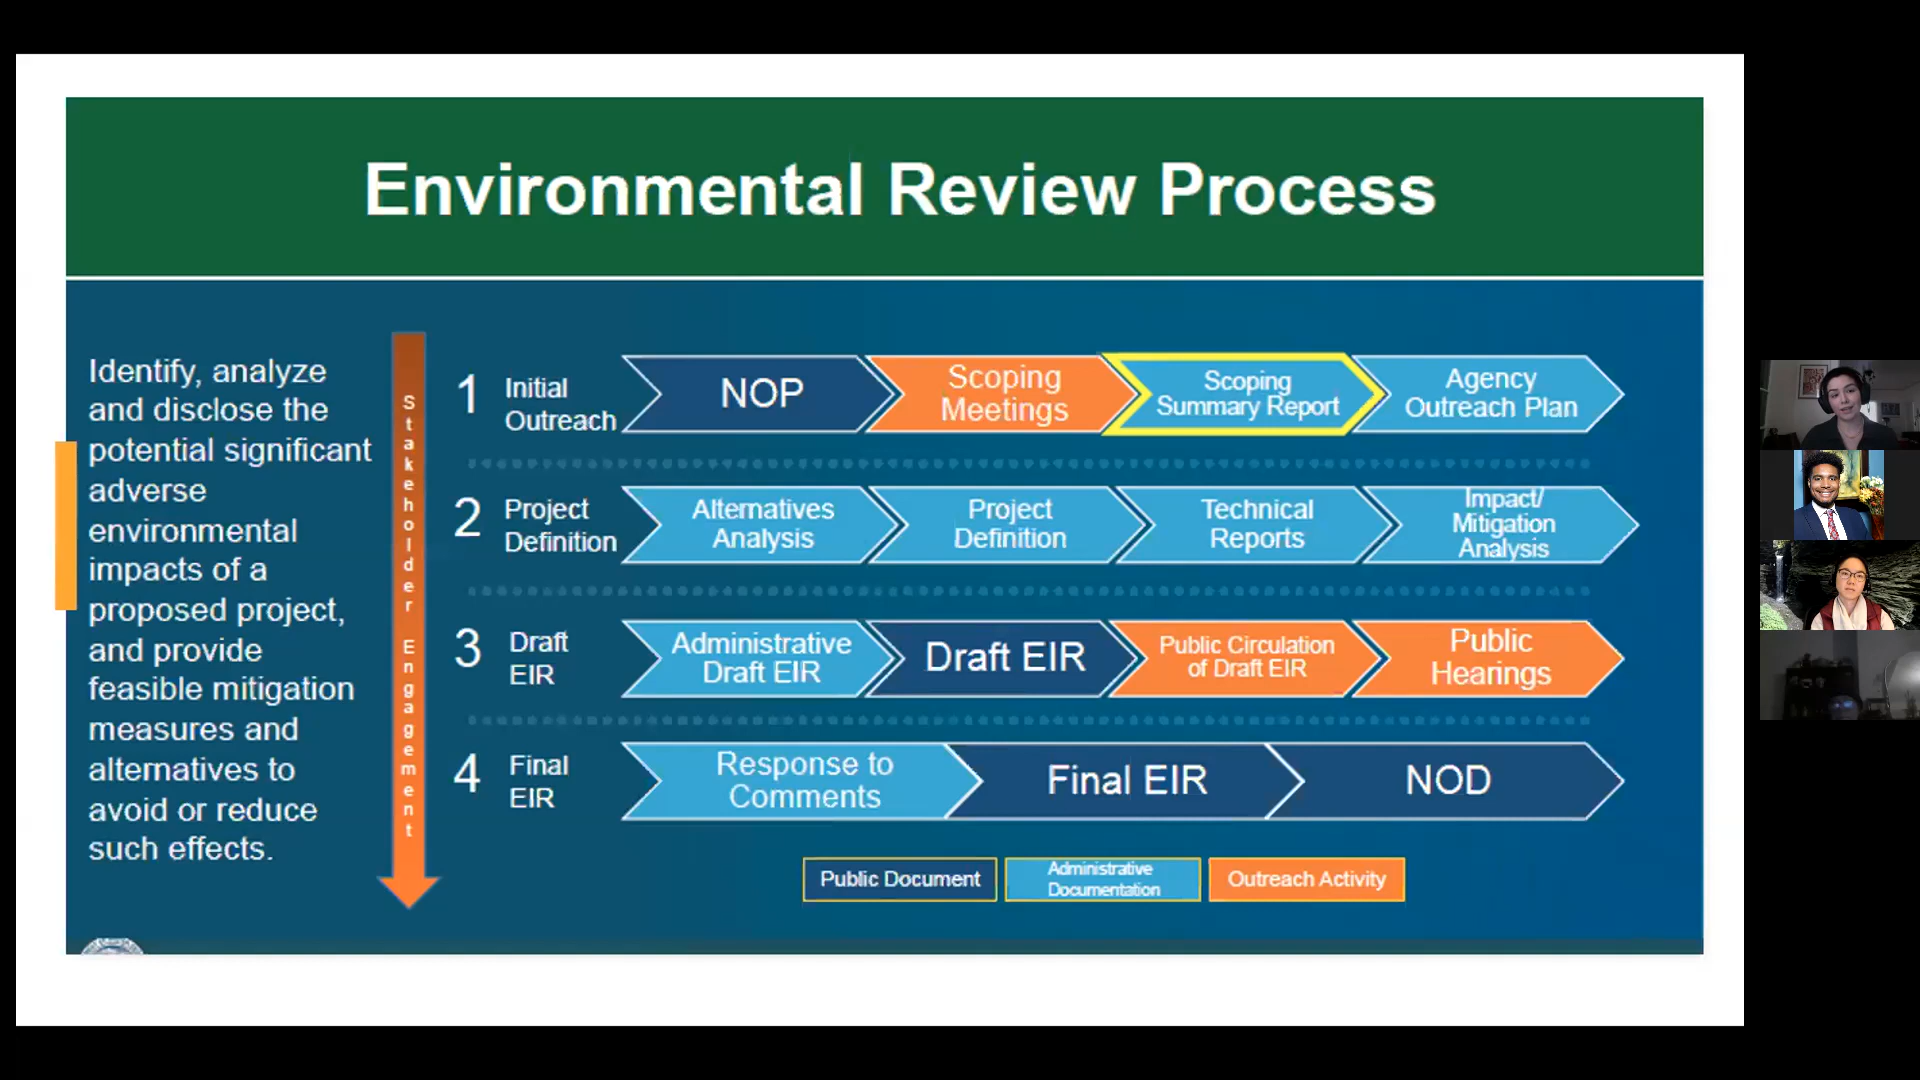 Environmental Review Process
Identify, analyze
and disclose the
potential significant
adverse
environmental
impacts of a
proposed project,
and provide
feasible mitigation
measures and
alternatives to
avoid or reduce
such effects.
Stakeholder Engagement
1 Initial
Outreach
NOP
Scoping
Meetings
Scoping
Summary Report
Agency
Outreach Plan
2 Project
Definition
Alternatives
Analysis
Project
Definition
Technical
Reports
Impact/
Mitigation
Analysis
3 Draft
EIR
Administrative
Draft EIR
Draft EIR
Public Circulation
of Draft EIR
Public
Hearings
4 Final
EIR
Response to
Comments
Final EIR
NOD
Public Document
Administrative
Documentation
Outreach Activity